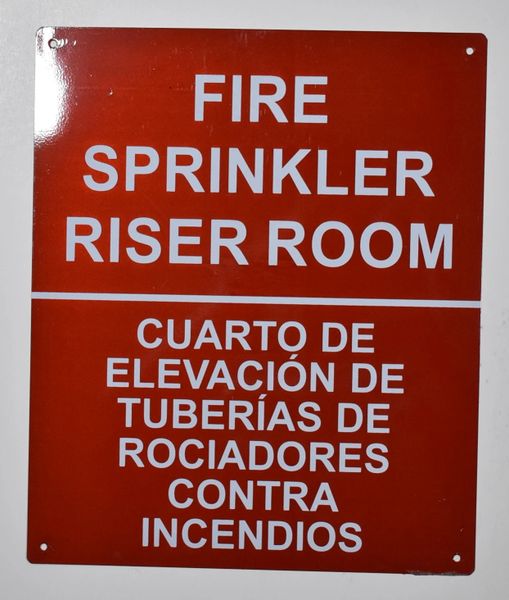 FIRE
SPRINKLER
RISER ROOM
CUARTO DE
ELEVACIÓN DE
TUBERÍAS DE
ROCIADORES
CONTRA
INCENDIOS